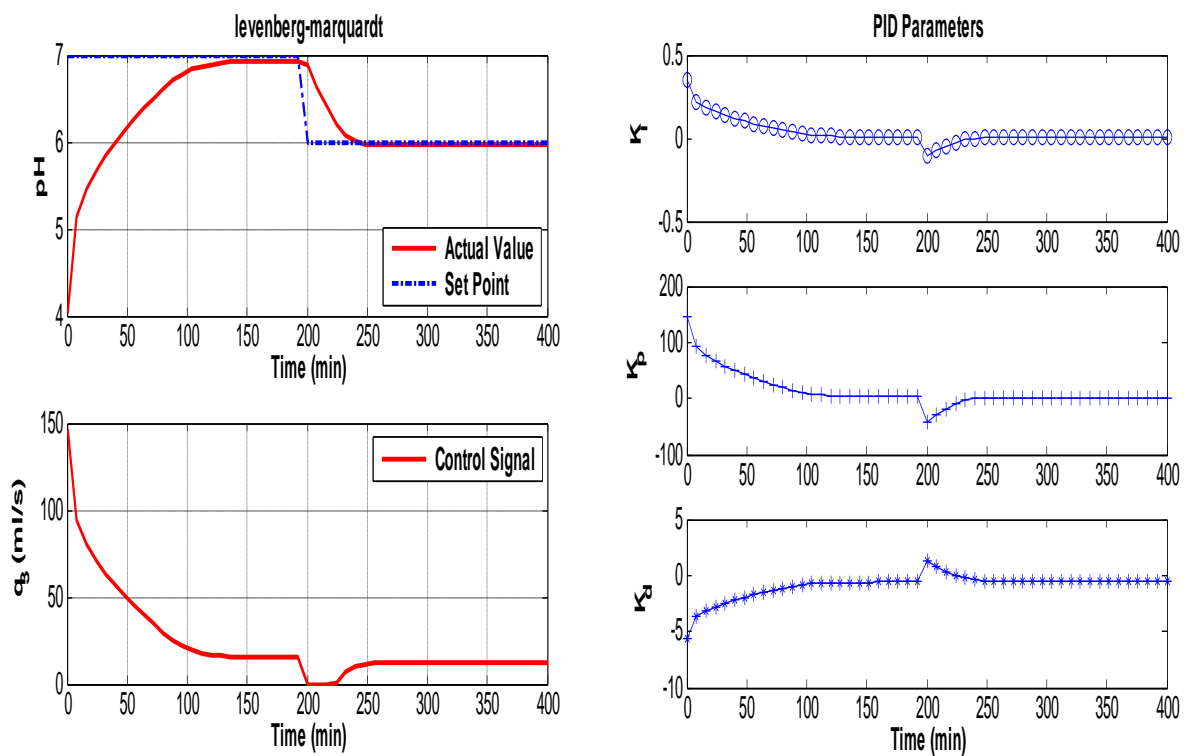 levenberg-marquardt
7
6
5
4
pH
0 50 100 150 200 250 300 350 400
Time (min)
Actual Value
Set Point
150
100
50
0
q3 (ml/s)
0 50 100 150 200 250 300 350 400
Time (min)
Control Signal
PID Parameters
0.5
0
-0.5
0 50 100 150 200 250 300 350 400
200
100
0
-100
Kp
0 50 100 150 200 250 300 350 400
5
0
-5
-10
Kd
0 50 100 150 200 250 300 350 400
Time (min)